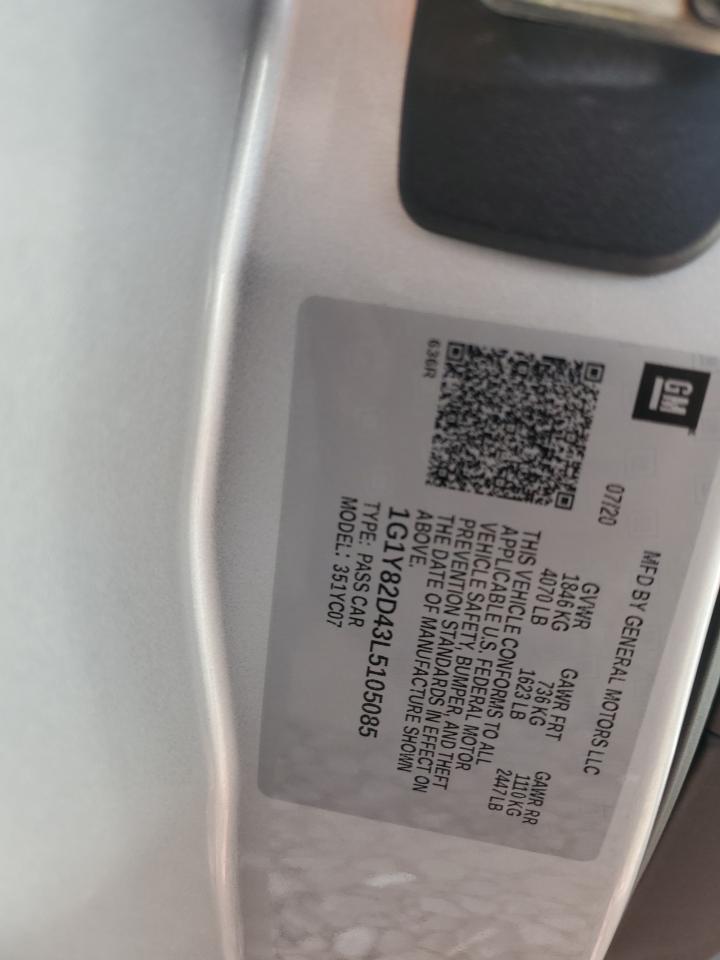 GM
MFD BY GENERAL MOTORS LLC
07/20
GVWR GAWR FRT GAWR RR
1846 KG 736 KG 1110 KG
4070 LB 1623 LB 2447 LB
THIS VEHICLE CONFORMS TO ALL
APPLICABLE U.S. FEDERAL MOTOR
VEHICLE SAFETY, BUMPER, AND THEFT
PREVENTION STANDARDS IN EFFECT ON
THE DATE OF MANUFACTURE SHOWN
ABOVE.
1G1Y82D43L5105085
TYPE: PASS CAR
MODEL: 351YC07
636R